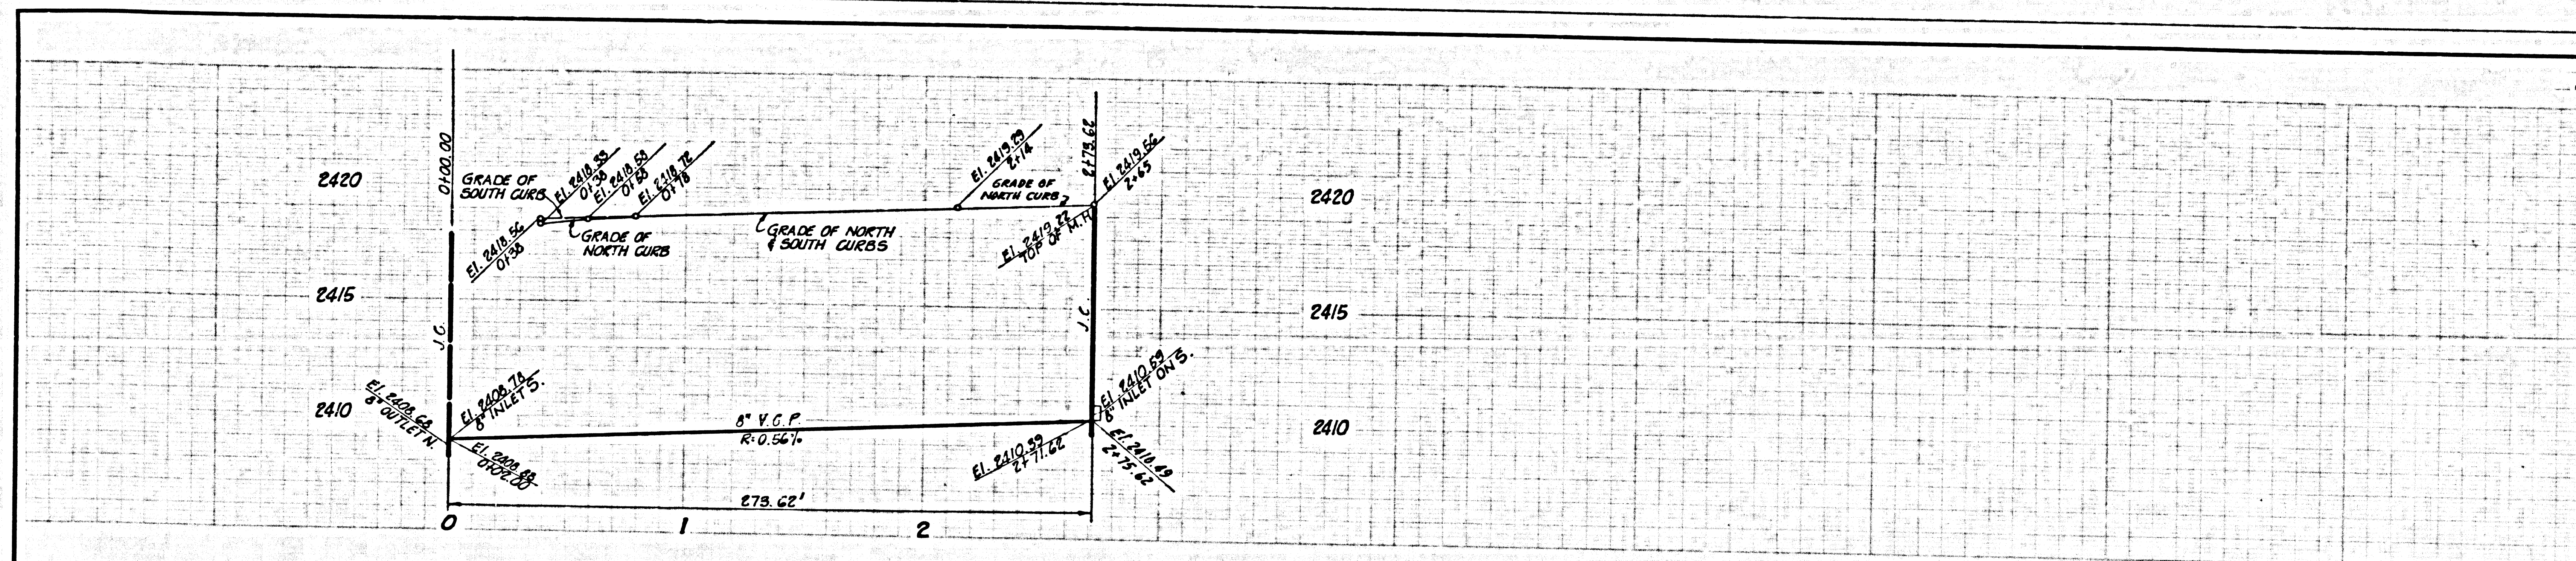 0+00.00
2+73.62
2420
GRADE OF
SOUTH CURB
El. 2418.39
0+38
El. 2418.58
0+58
El. 2418.72
0+78
El. 2419.29
2+14
GRADE OF
NORTH CURB
El. 2419.56
2+65
2420
El. 2418.56
0+38
GRADE OF
NORTH CURB
GRADE OF NORTH
& SOUTH CURBS
El. 2419.22
TOP OF M.H.
2415
J.C.
J.C.
2415
2410
El. 2408.68
8" OUTLET N.
El. 2408.78
8" INLET S.
8" V.C.P.
R=0.56%
El. 2410.59
8" INLET ON S.
2410
El. 2408.88
0+02.00
El. 2410.39
2+71.62
El. 2410.49
2+75.62
273.62'
0 1 2